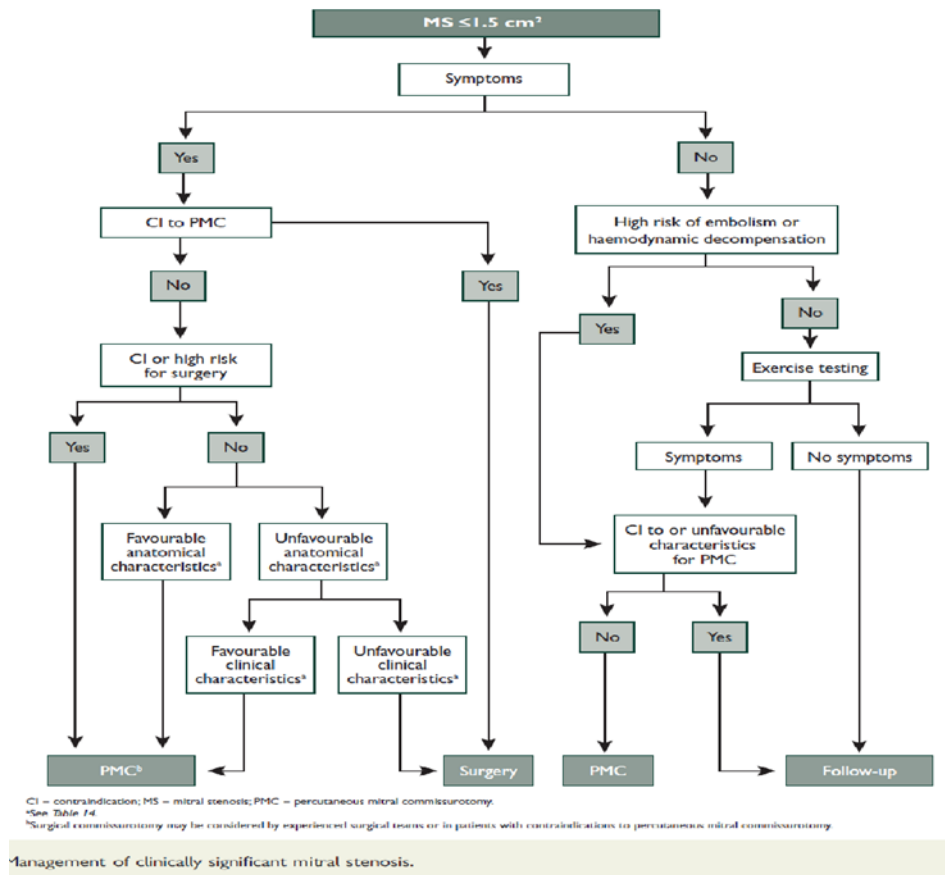 MS ≤1.5 cm²
Symptoms
Yes
No
CI to PMC
High risk of embolism or
haemodynamic decompensation
No
Yes
Yes
No
CI or high risk
for surgery
Exercise testing
Yes
No
Symptoms
No symptoms
Favourable
anatomical
characteristicsᵃ
Unfavourable
anatomical
characteristicsᵃ
CI to or unfavourable
characteristics
for PMC
Favourable
clinical
characteristicsᵃ
Unfavourable
clinical
characteristicsᵃ
No
Yes
PMCᵇ
Surgery
PMC
Follow-up
CI = contraindication; MS = mitral stenosis; PMC = percutaneous mitral commissurotomy.
ᵃSee Table 14.
ᵇSurgical commissurotomy may be considered by experienced surgical teams or in patients with contraindications to percutaneous mitral commissurotomy.
Management of clinically significant mitral stenosis.